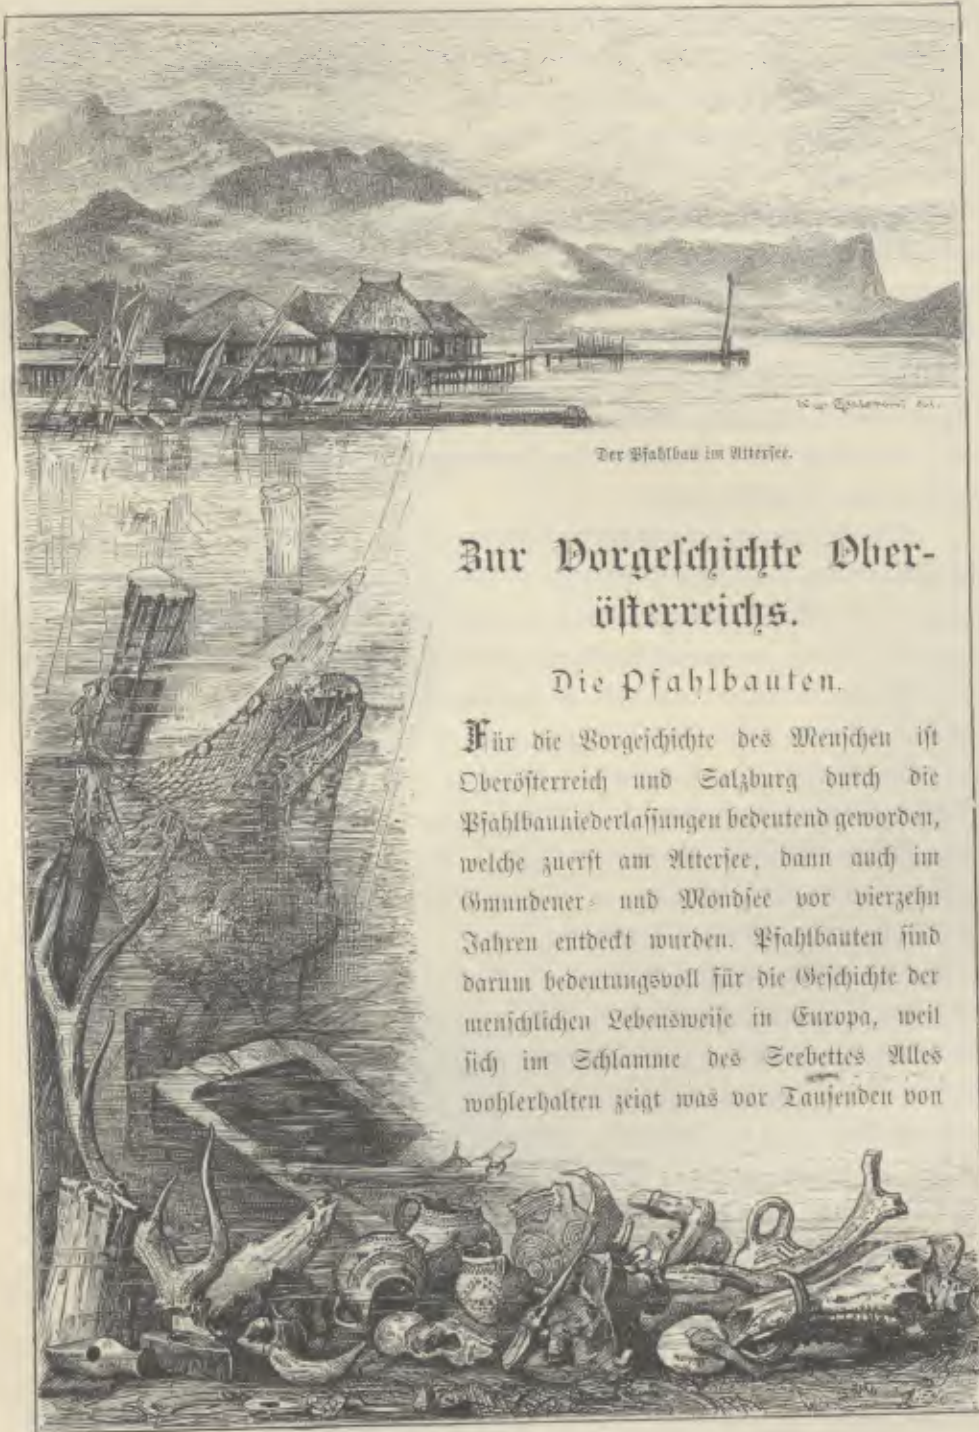 Der Pfahlbau im Attersee.
Zur Vorgeschichte Ober-
österreichs.
Die Pfahlbauten.
Für die Vorgeschichte des Menschen ist
Oberösterreich und Salzburg durch die
Pfahlbauniederlassungen bedeutend geworden,
welche zuerst am Attersee, dann auch im
Gmundener- und Mondsee vor vierzehn
Jahren entdeckt wurden. Pfahlbauten sind
darum bedeutungsvoll für die Geschichte der
menschlichen Lebensweise in Europa, weil
sich im Schlamme des Seebettes Alles
wohlerhalten zeigt was vor Tausenden von